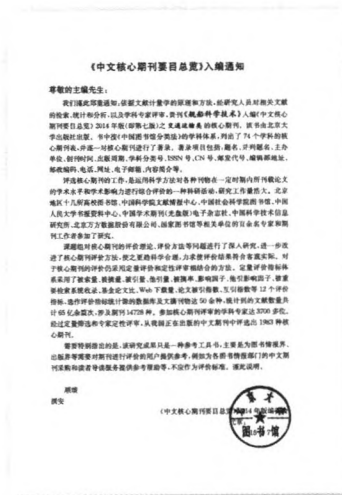 《中文核心期刊要目总览》入编通知
尊敬的主编先生：
我们谨此郑重通知：依据文献计量学的原理和方法，经研究人员对相关文献
的检索、统计和分析，以及学科专家评审，贵刊《舰船科学技术》入编《中文核心
期刊要目总览》2014年版（即第七版）之交通运输类的核心期刊。该书由北京大
学出版社出版。书中按《中国图书馆分类法》的学科体系，列出了74个学科的核
心期刊表，并逐一对核心期刊进行了著录。著录项目包括：题名、并列题名、主办
单位、创刊时间、出版周期、学科分类号、ISSN号、CN号、邮发代号、编辑部地址、
邮政编码、电话、网址、电子邮箱、内容简介等。
评选核心期刊的工作，是运用科学方法对各种刊物在一定时期内所刊载论文
的学术水平和学术影响力进行综合评价的一种科研活动，研究工作量浩大。北京
地区十几所高校图书馆、中国科学院文献情报中心、中国社会科学院图书馆、中国
人民大学书报资料中心、中国学术期刊（光盘版）电子杂志社、中国科学技术信息
研究所、北京万方数据股份有限公司、国家图书馆等相关单位的百余名专家和期
刊工作者参加了研究。
课题组对核心期刊的评价理论、评价方法等问题进行了深入研究，进一步改
进了核心期刊评价方法，使之更趋科学合理，力求使评价结果符合客观实际。对
于核心期刊的评价仍采用定量评价和定性评审相结合的方法。定量评价指标体
系采用了被索量、被摘量、被引量、他引量、被摘率、影响因子、他引影响因子、被重
要检索系统收录、基金论文比、Web下载量、论文被引指数、互引指数等12个评价
指标，选作评价指标统计源的数据库及文摘刊物达50余种，统计到的文献数量共
计65亿余篇次，涉及期刊14728种。参加核心期刊评审的学科专家达3700多位。
经过定量筛选和专家定性评审，从我国正在出版的中文期刊中评选出1983种核
心期刊。
需要特别指出的是，该研究成果只是一种参考工具书，主要是为图书情报界、
出版界等需要对期刊进行评价的用户提供参考，例如为各图书情报部门的中文期
刊采购和读者导读服务提供参考帮助等，不应作为评价标准。谨此说明。
顺颂
撰安
《中文核心期刊要目总览》2014年版编